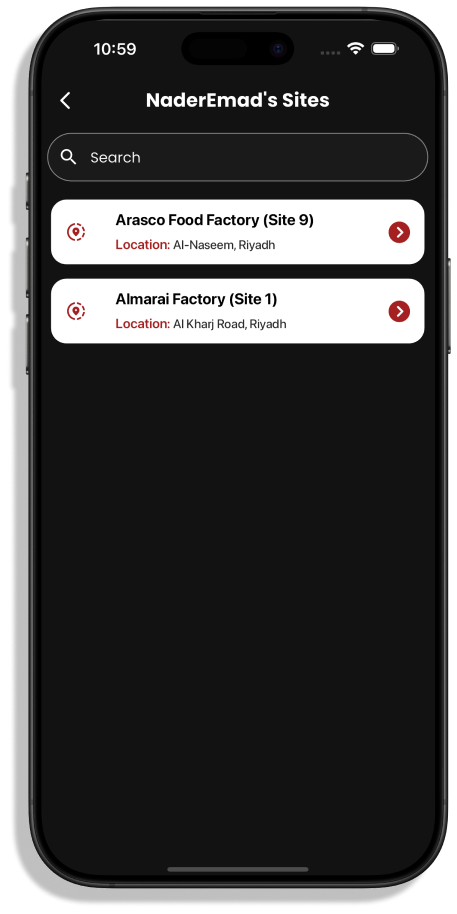 10:59
NaderEmad's Sites
Search
Arasco Food Factory (Site 9)
Location: Al-Naseem, Riyadh
Almarai Factory (Site 1)
Location: Al Kharj Road, Riyadh